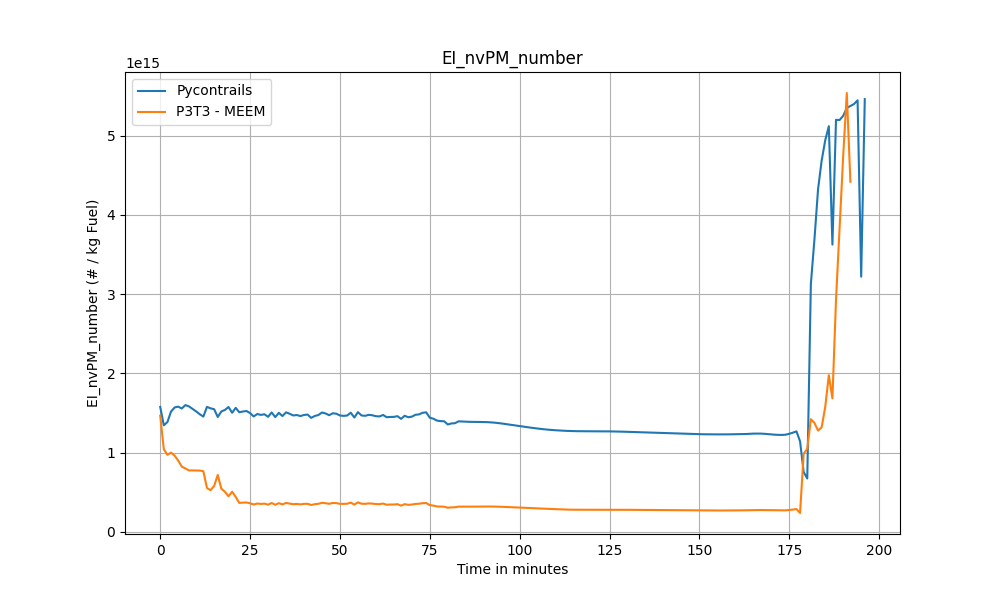 EI_nvPM_number
1e15
Pycontrails
P3T3 - MEEM
EI_nvPM_number (# / kg Fuel)
5
4
3
2
1
0
0 25 50 75 100 125 150 175 200
Time in minutes